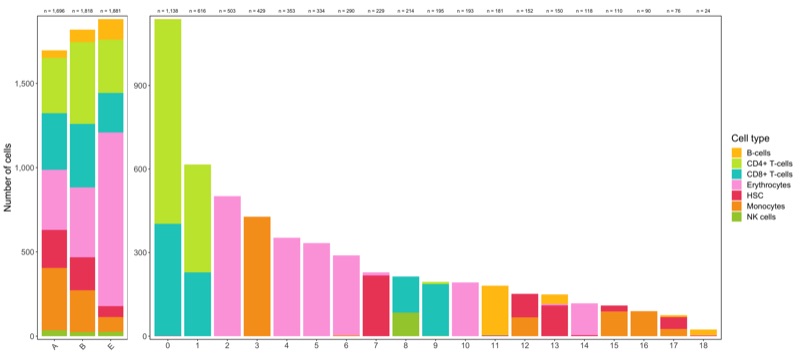 n = 1,696 n = 1,818 n = 1,881
n = 1,138 n = 616 n = 503 n = 429 n = 353 n = 334 n = 290 n = 229 n = 214 n = 195 n = 193 n = 181 n = 152 n = 150 n = 118 n = 110 n = 90 n = 76 n = 24
Number of cells
1,500
1,000
500
0
A B E
900
600
300
0
0 1 2 3 4 5 6 7 8 9 10 11 12 13 14 15 16 17 18
Cell type
B-cells
CD4+ T-cells
CD8+ T-cells
Erythrocytes
HSC
Monocytes
NK cells